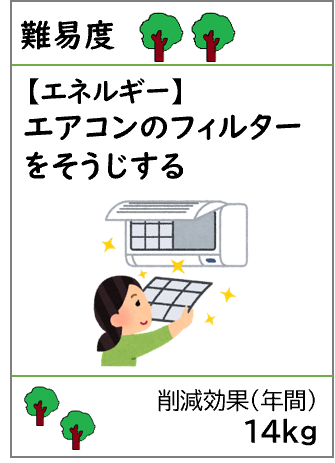 難易度
【エネルギー】
エアコンのフィルター
をそうじする
削減効果(年間)
14kg